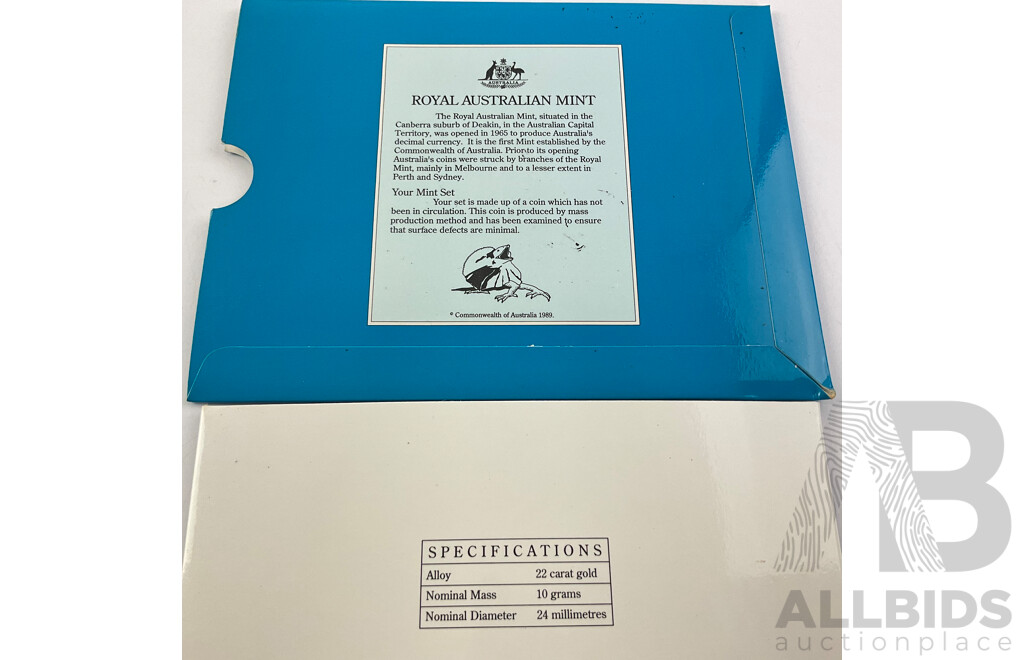 AUSTRALIA
ROYAL AUSTRALIAN MINT
The Royal Australian Mint, situated in the
Canberra suburb of Deakin, in the Australian Capital
Territory, was opened in 1965 to produce Australia's
decimal currency. It is the first Mint established by the
Commonwealth of Australia. Prior to its opening
Australia's coins were struck by branches of the Royal
Mint, mainly in Melbourne and to a lesser extent in
Perth and Sydney.
Your Mint Set
Your set is made up of a coin which has not
been in circulation. This coin is produced by mass
production method and has been examined to ensure
that surface defects are minimal.
© Commonwealth of Australia 1989.
SPECIFICATIONS
Alloy 22 carat gold
Nominal Mass 10 grams
Nominal Diameter 24 millimetres
AB
ALLBIDS
auctionplace